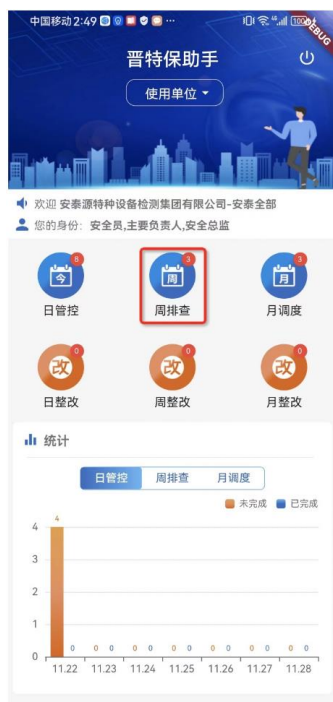 中国移动 2:49
100
DEBUG
晋特保助手
使用单位
欢迎 安泰源特种设备检测集团有限公司-安泰全部
您的身份: 安全员,主要负责人,安全总监
8 3 3
今 周 月
日管控 周排查 月调度
0 0 0
改 改 改
日整改 周整改 月整改
统计
日管控 周排查 月调度
未完成 已完成
4 4
3
2
1
0 0 0 0 0 0 0 0 0 0 0 0 0 0
11.22 11.23 11.24 11.25 11.26 11.27 11.28